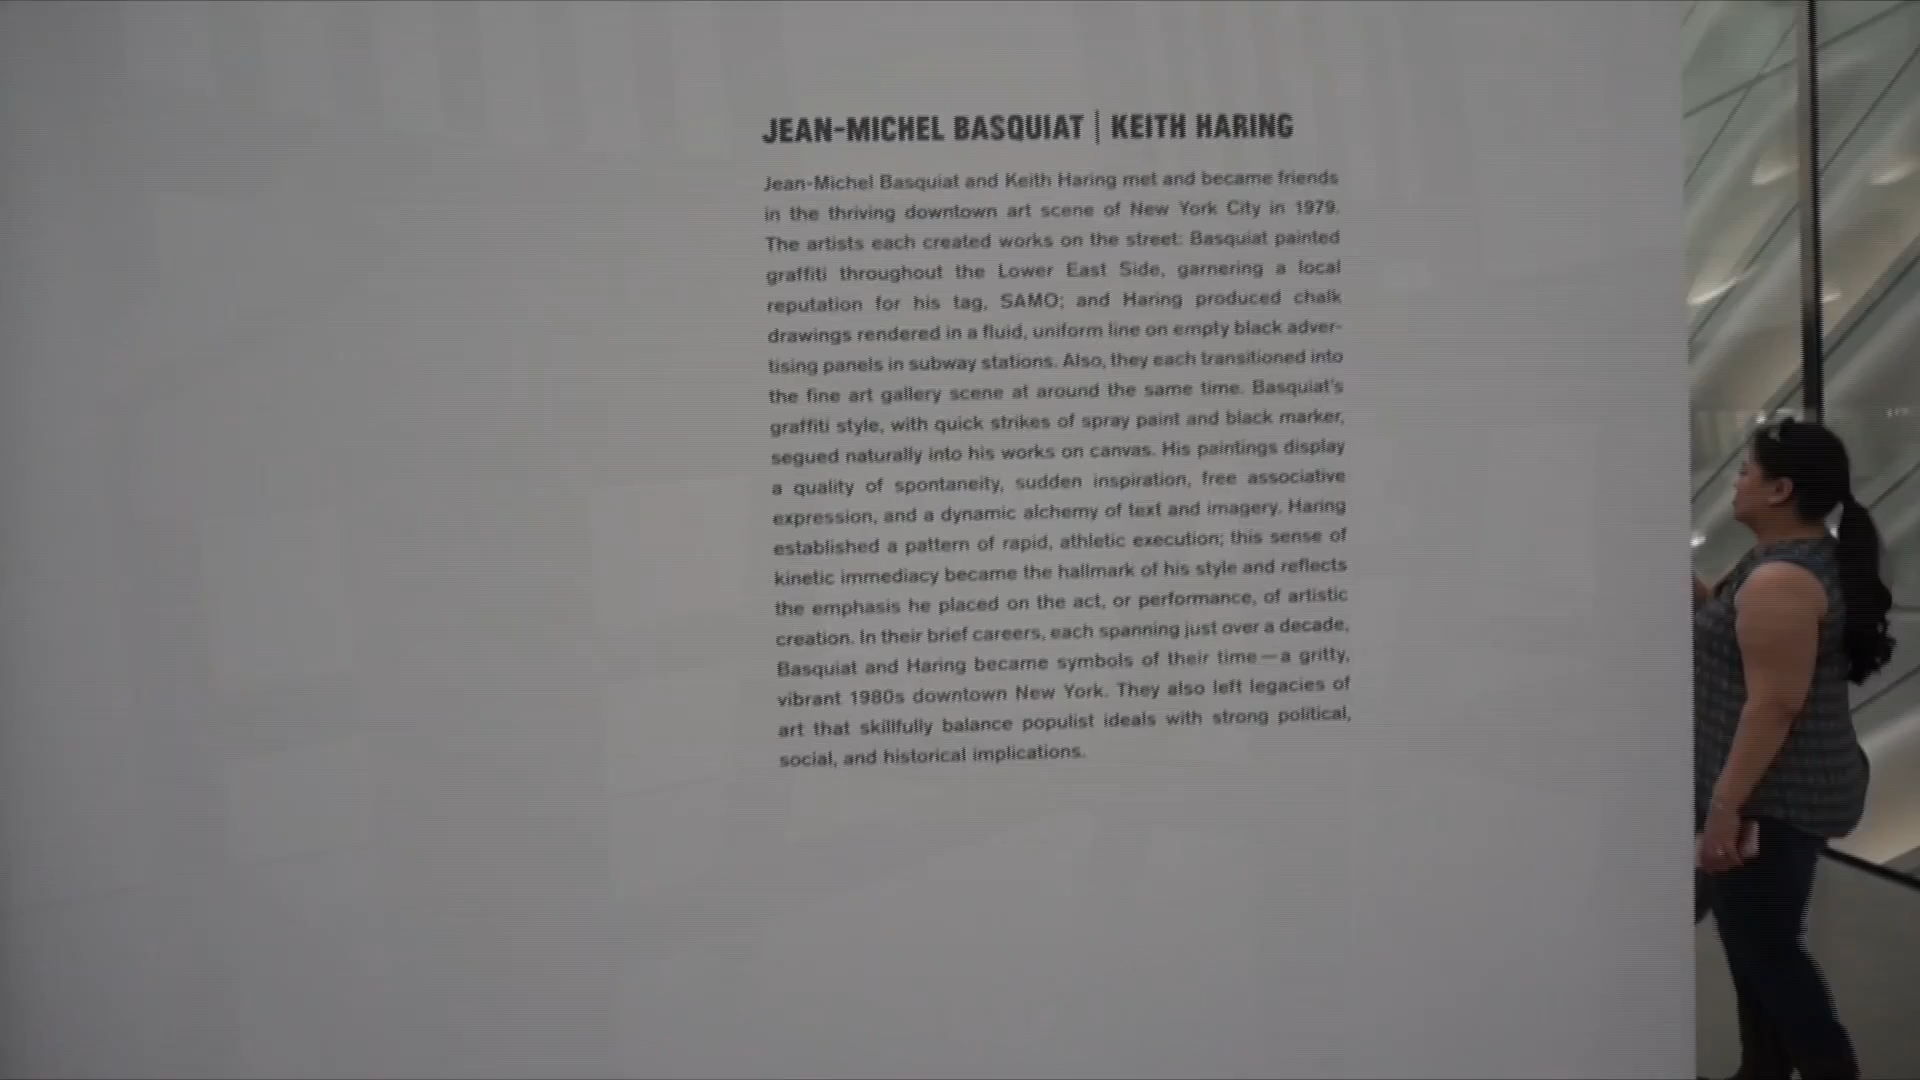 JEAN-MICHEL BASQUIAT | KEITH HARING
Jean-Michel Basquiat and Keith Haring met and became friends
in the thriving downtown art scene of New York City in 1979.
The artists each created works on the street: Basquiat painted
graffiti throughout the Lower East Side, garnering a local
reputation for his tag, SAMO; and Haring produced chalk
drawings rendered in a fluid, uniform line on empty black adver-
tising panels in subway stations. Also, they each transitioned into
the fine art gallery scene at around the same time. Basquiat's
graffiti style, with quick strikes of spray paint and black marker,
segued naturally into his works on canvas. His paintings display
a quality of spontaneity, sudden inspiration, free associative
expression, and a dynamic alchemy of text and imagery. Haring
established a pattern of rapid, athletic execution; this sense of
kinetic immediacy became the hallmark of his style and reflects
the emphasis he placed on the act, or performance, of artistic
creation. In their brief careers, each spanning just over a decade,
Basquiat and Haring became symbols of their time—a gritty,
vibrant 1980s downtown New York. They also left legacies of
art that skillfully balance populist ideals with strong political,
social, and historical implications.